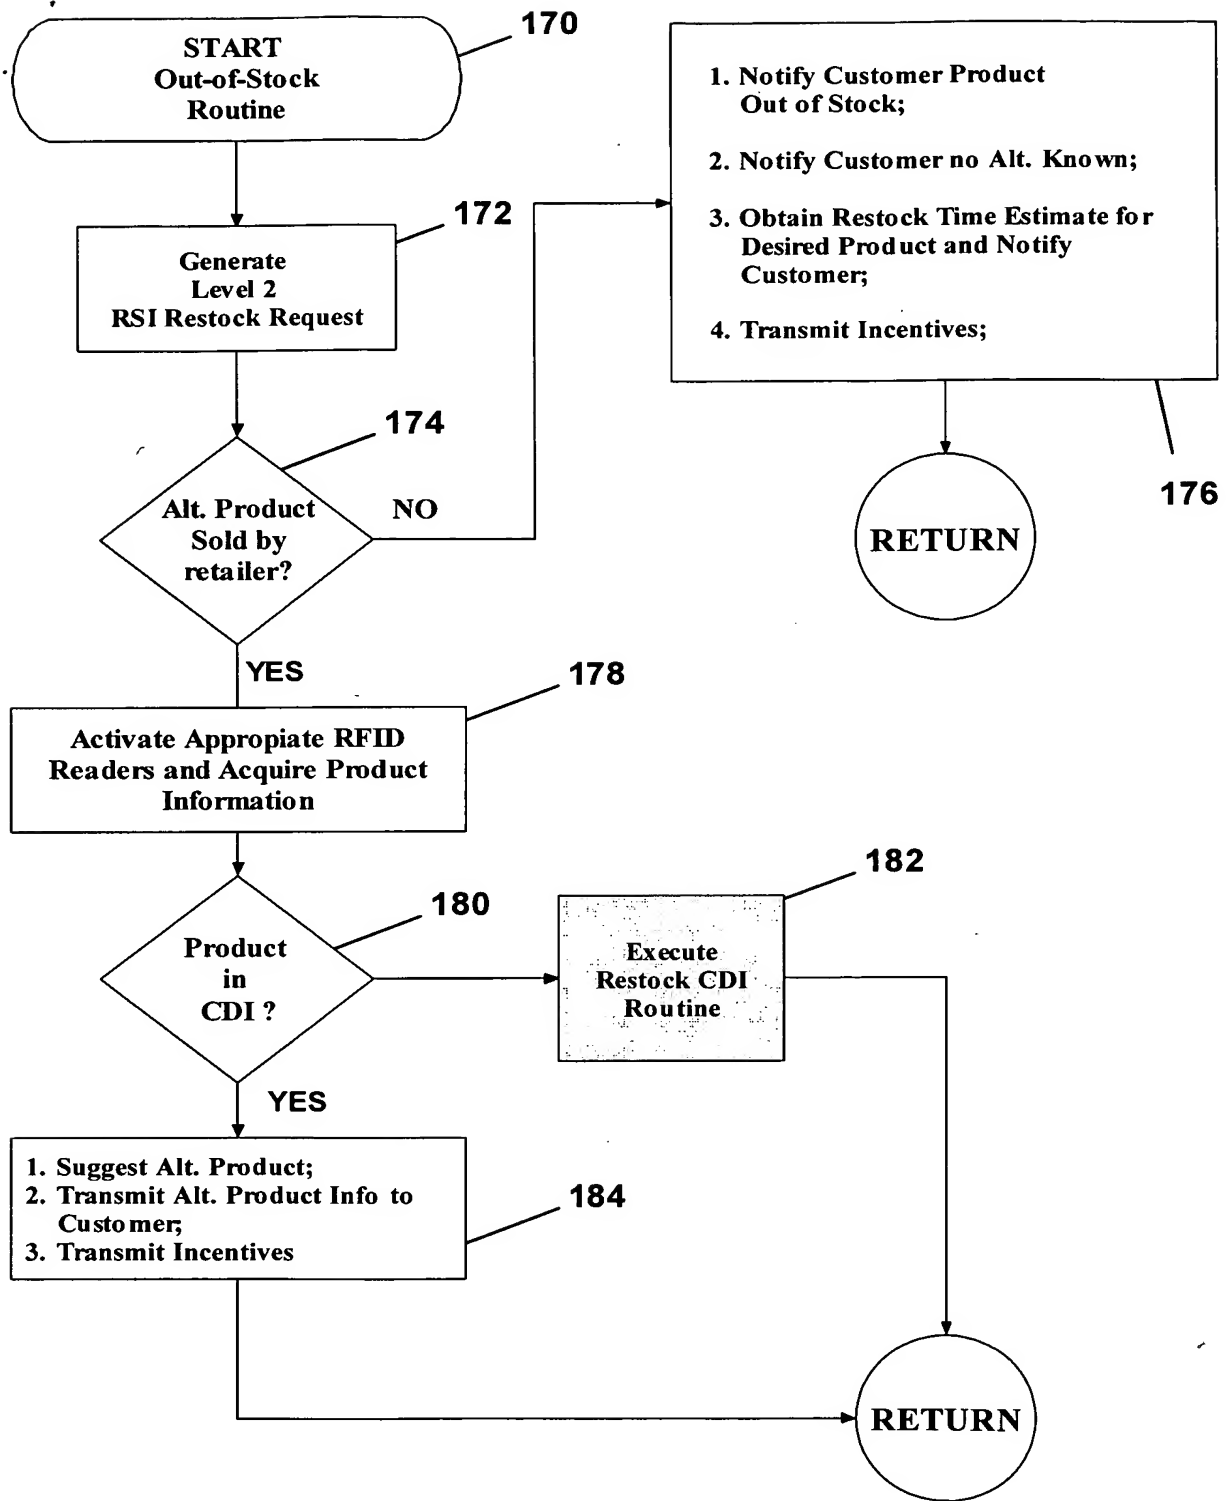 170
START
Out-of-Stock
Routine
172
Generate
Level 2
RSI Restock Request
174
Alt. Product
Sold by
retailer?
NO
1. Notify Customer Product
Out of Stock;
2. Notify Customer no Alt. Known;
3. Obtain Restock Time Estimate for
Desired Product and Notify
Customer;
4. Transmit Incentives;
176
RETURN
YES
178
Activate Appropiate RFID
Readers and Acquire Product
Information
180
Product
in
CDI ?
182
Execute
Restock CDI
Routine
YES
1. Suggest Alt. Product;
2. Transmit Alt. Product Info to
Customer;
3. Transmit Incentives
184
RETURN